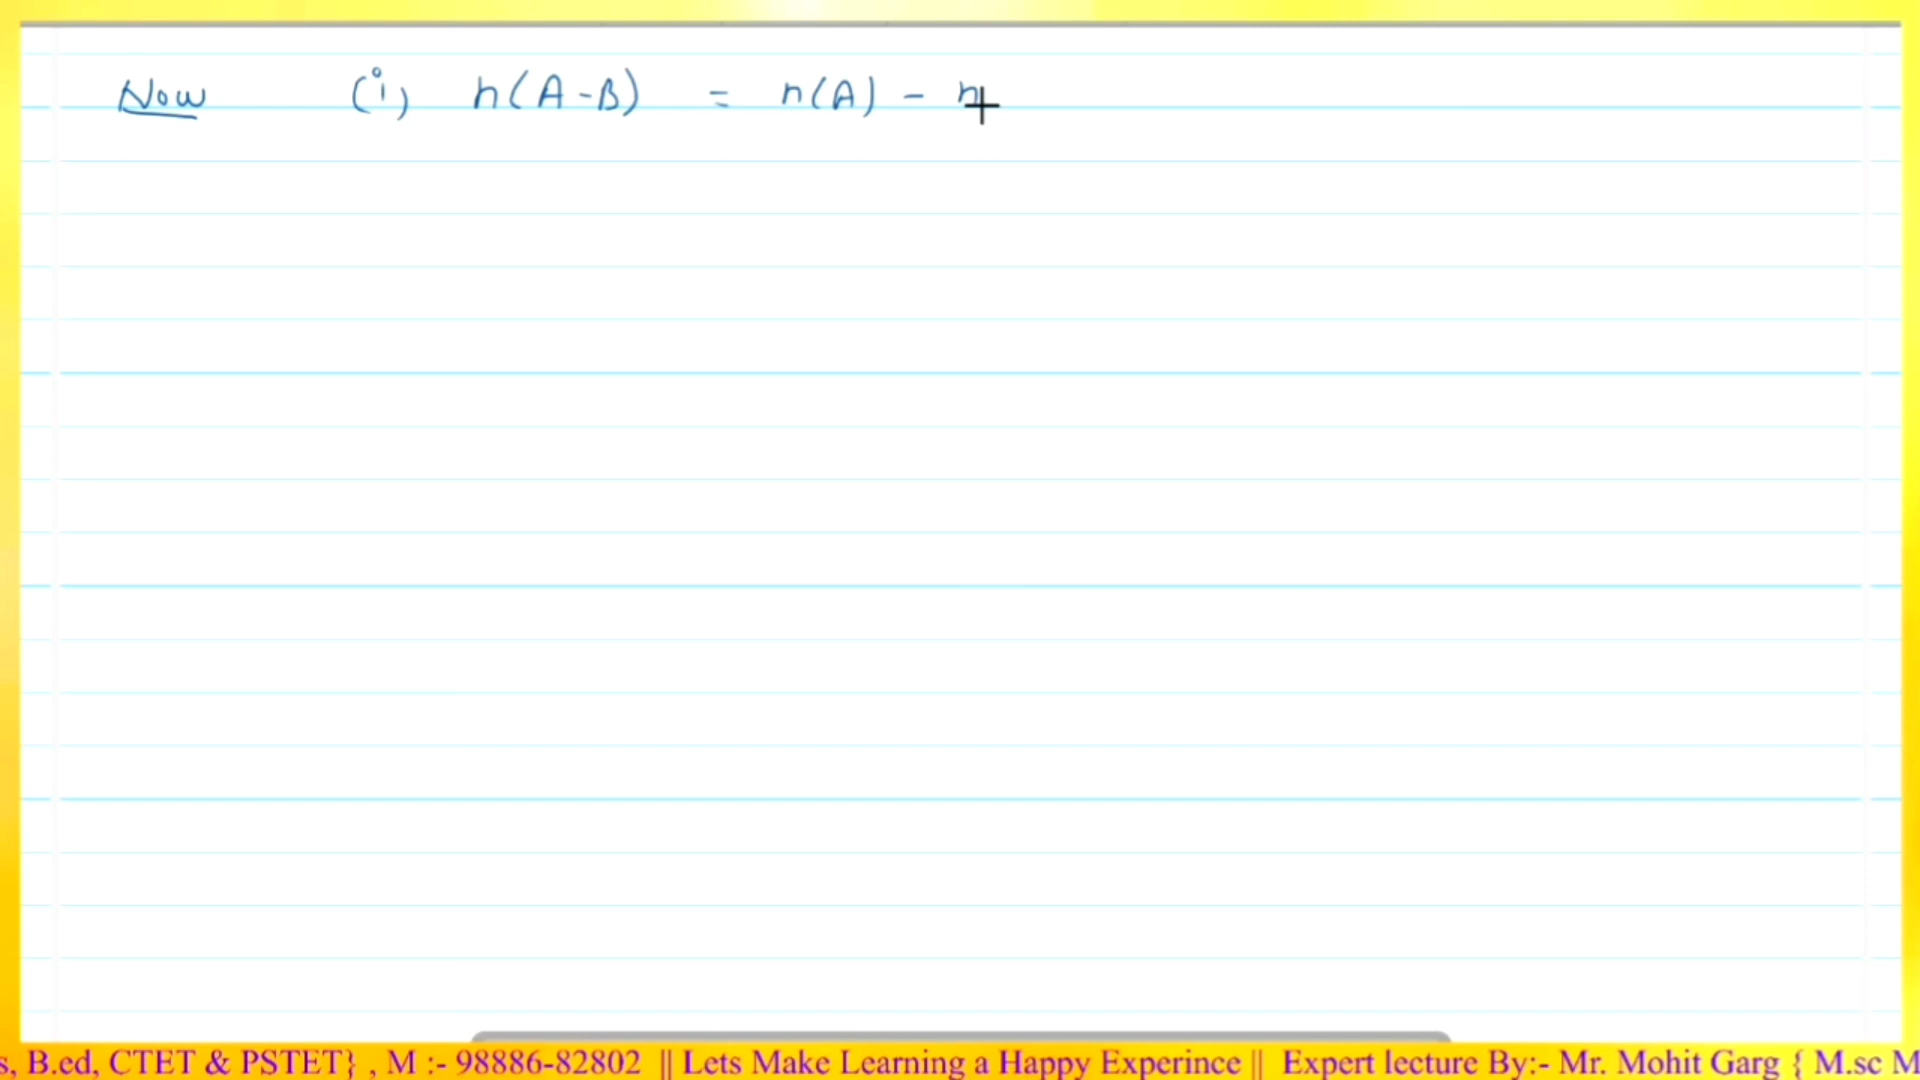 Now (i) n(A-B) = n(A) - n
s, B.ed, CTET & PSTET} , M :- 98886-82802 || Lets Make Learning a Happy Experince || Expert lecture By:- Mr. Mohit Garg { M.sc M